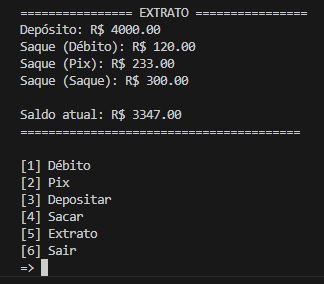 ================ EXTRATO ================
Depósito: R$ 4000.00
Saque (Débito): R$ 120.00
Saque (Pix): R$ 233.00
Saque (Saque): R$ 300.00
Saldo atual: R$ 3347.00
========================================
[1] Débito
[2] Pix
[3] Depositar
[4] Sacar
[5] Extrato
[6] Sair
=>